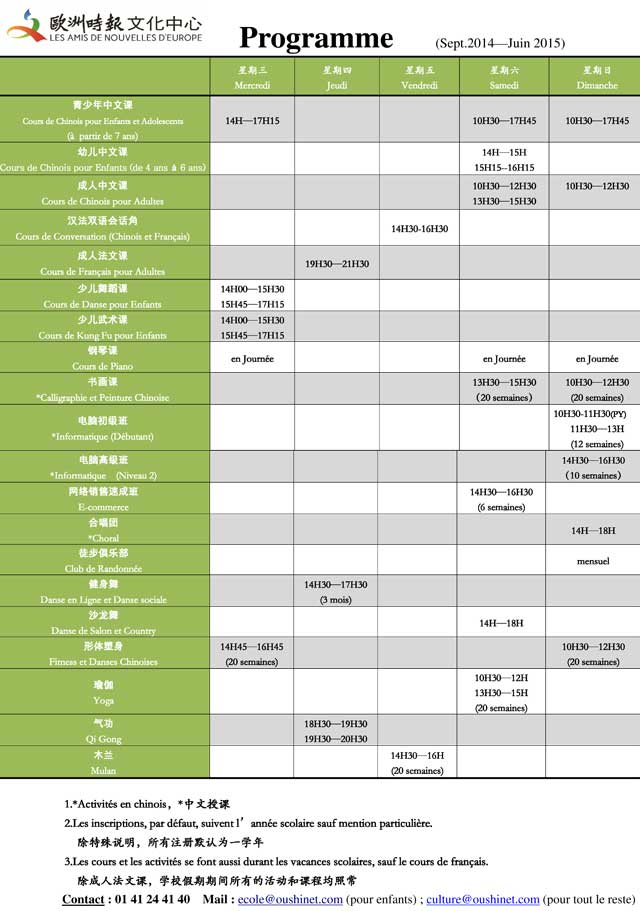 歐洲時報文化中心
LES AMIS DE NOUVELLES D'EUROPE
Programme (Sept.2014—Juin 2015)
星期三 星期四 星期五 星期六 星期日
Mercredi Jeudi Vendredi Samedi Dimanche
青少年中文课
Cours de Chinois pour Enfants et Adolescents
(à partir de 7 ans)
14H—17H15 10H30—17H45 10H30—17H45
幼儿中文课
Cours de Chinois pour Enfants (de 4 ans à 6 ans)
14H—15H
15H15--16H15
成人中文课
Cours de Chinois pour Adultes
10H30—12H30 10H30—12H30
13H30—15H30
汉法双语会话角
Cours de Conversation (Chinois et Français)
14H30-16H30
成人法文课
Cours de Français pour Adultes
19H30—21H30
少儿舞蹈课
Cours de Danse pour Enfants
14H00—15H30
15H45—17H15
少儿武术课
Cours de Kung Fu pour Enfants
14H00—15H30
15H45—17H15
钢琴课
Cours de Piano
en Journée en Journée en Journée
书画课
*Calligraphie et Peinture Chinoise
13H30—15H30 10H30—12H30
(20 semaines) (20 semaines)
电脑初级班
*Informatique (Débutant)
10H30-11H30(PY)
11H30—13H
(12 semaines)
电脑高级班
*Informatique (Niveau 2)
14H30—16H30
(10 semaines)
网络销售速成班
E-commerce
14H30—16H30
(6 semaines)
合唱团
*Choral
14H—18H
徒步俱乐部
Club de Randonnée
mensuel
健身舞
Danse en Ligne et Danse sociale
14H30—17H30
(3 mois)
沙龙舞
Danse de Salon et Country
14H—18H
形体塑身
Fitness et Danses Chinoises
14H45—16H45 10H30—12H30
(20 semaines) (20 semaines)
瑜伽
Yoga
10H30—12H
13H30—15H
(20 semaines)
气功
Qi Gong
18H30—19H30
19H30—20H30
木兰
Mulan
14H30—16H
(20 semaines)
1.*Activités en chinois，*中文授课
2.Les inscriptions, par défaut, suivent l’année scolaire sauf mention particulière.
除特殊说明，所有注册默认为一学年
3.Les cours et les activités se font aussi durant les vacances scolaires, sauf le cours de français.
除成人法文课，学校假期期间所有的活动和课程均照常
Contact : 01 41 24 41 40 Mail : ecole@oushinet.com (pour enfants) ; culture@oushinet.com (pour tout le reste)